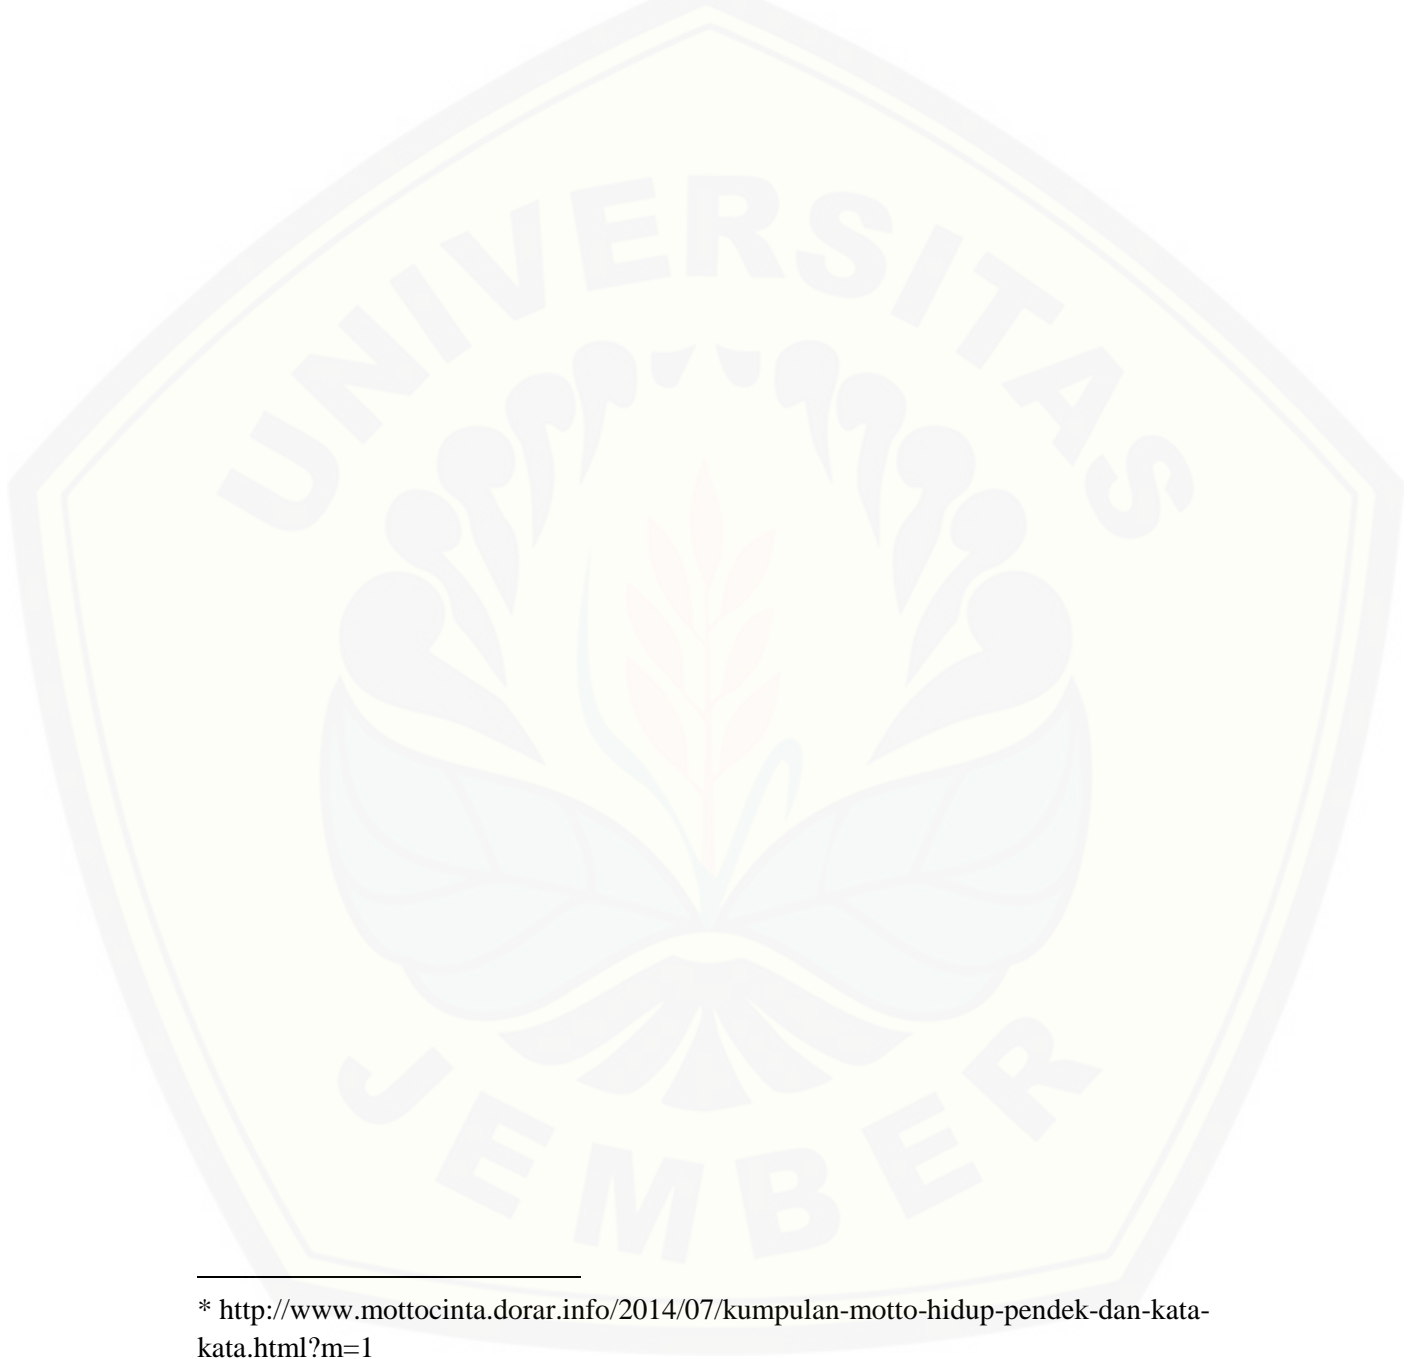 UNIVERSITAS
JEMBER
* http://www.mottocinta.dorar.info/2014/07/kumpulan-motto-hidup-pendek-dan-kata-
kata.html?m=1